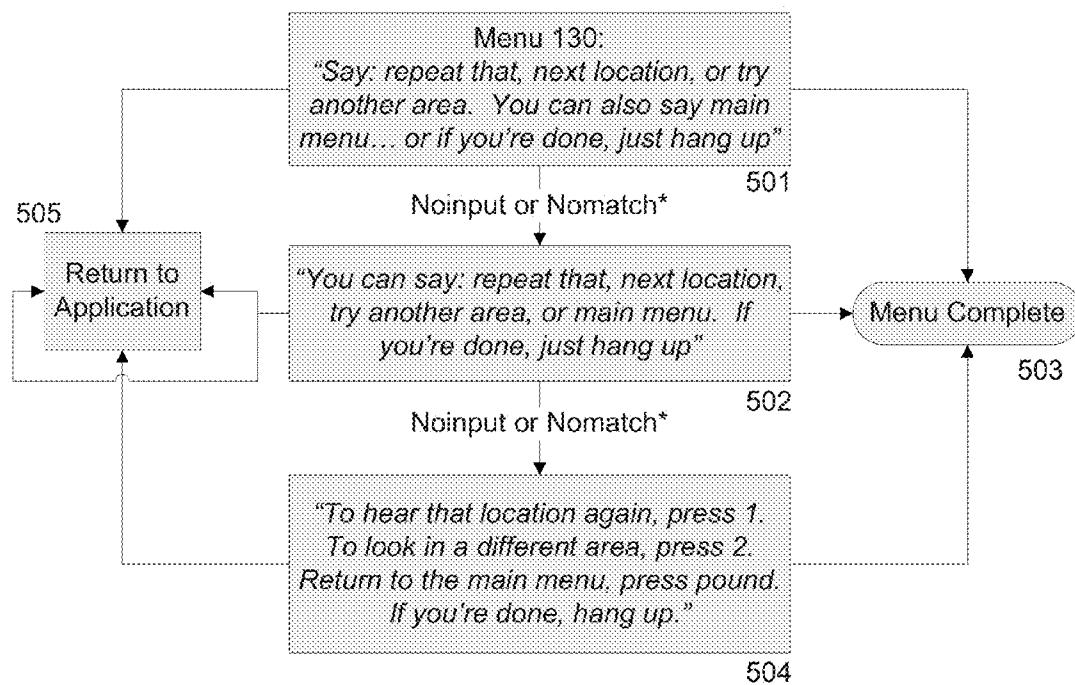 Menu 130:
“Say: repeat that, next location, or try
another area. You can also say main
menu… or if you're done, just hang up”
501
Noinput or Nomatch*
505
Return to
Application
“You can say: repeat that, next location,
try another area, or main menu. If
you're done, just hang up”
502
Menu Complete
503
Noinput or Nomatch*
“To hear that location again, press 1.
To look in a different area, press 2.
Return to the main menu, press pound.
If you're done, hang up.”
504